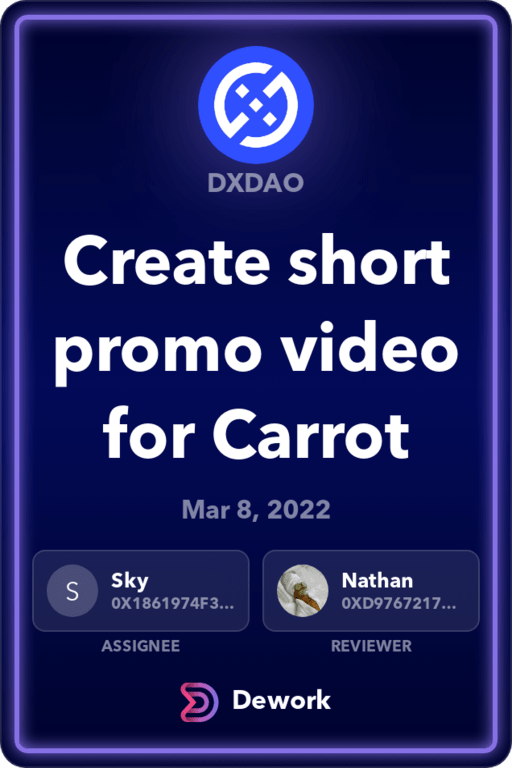 DXDAO
Create short
promo video
for Carrot
Mar 8, 2022
S
Sky
0X1861974F3...
ASSIGNEE
Nathan
0XD9767217...
REVIEWER
Dework